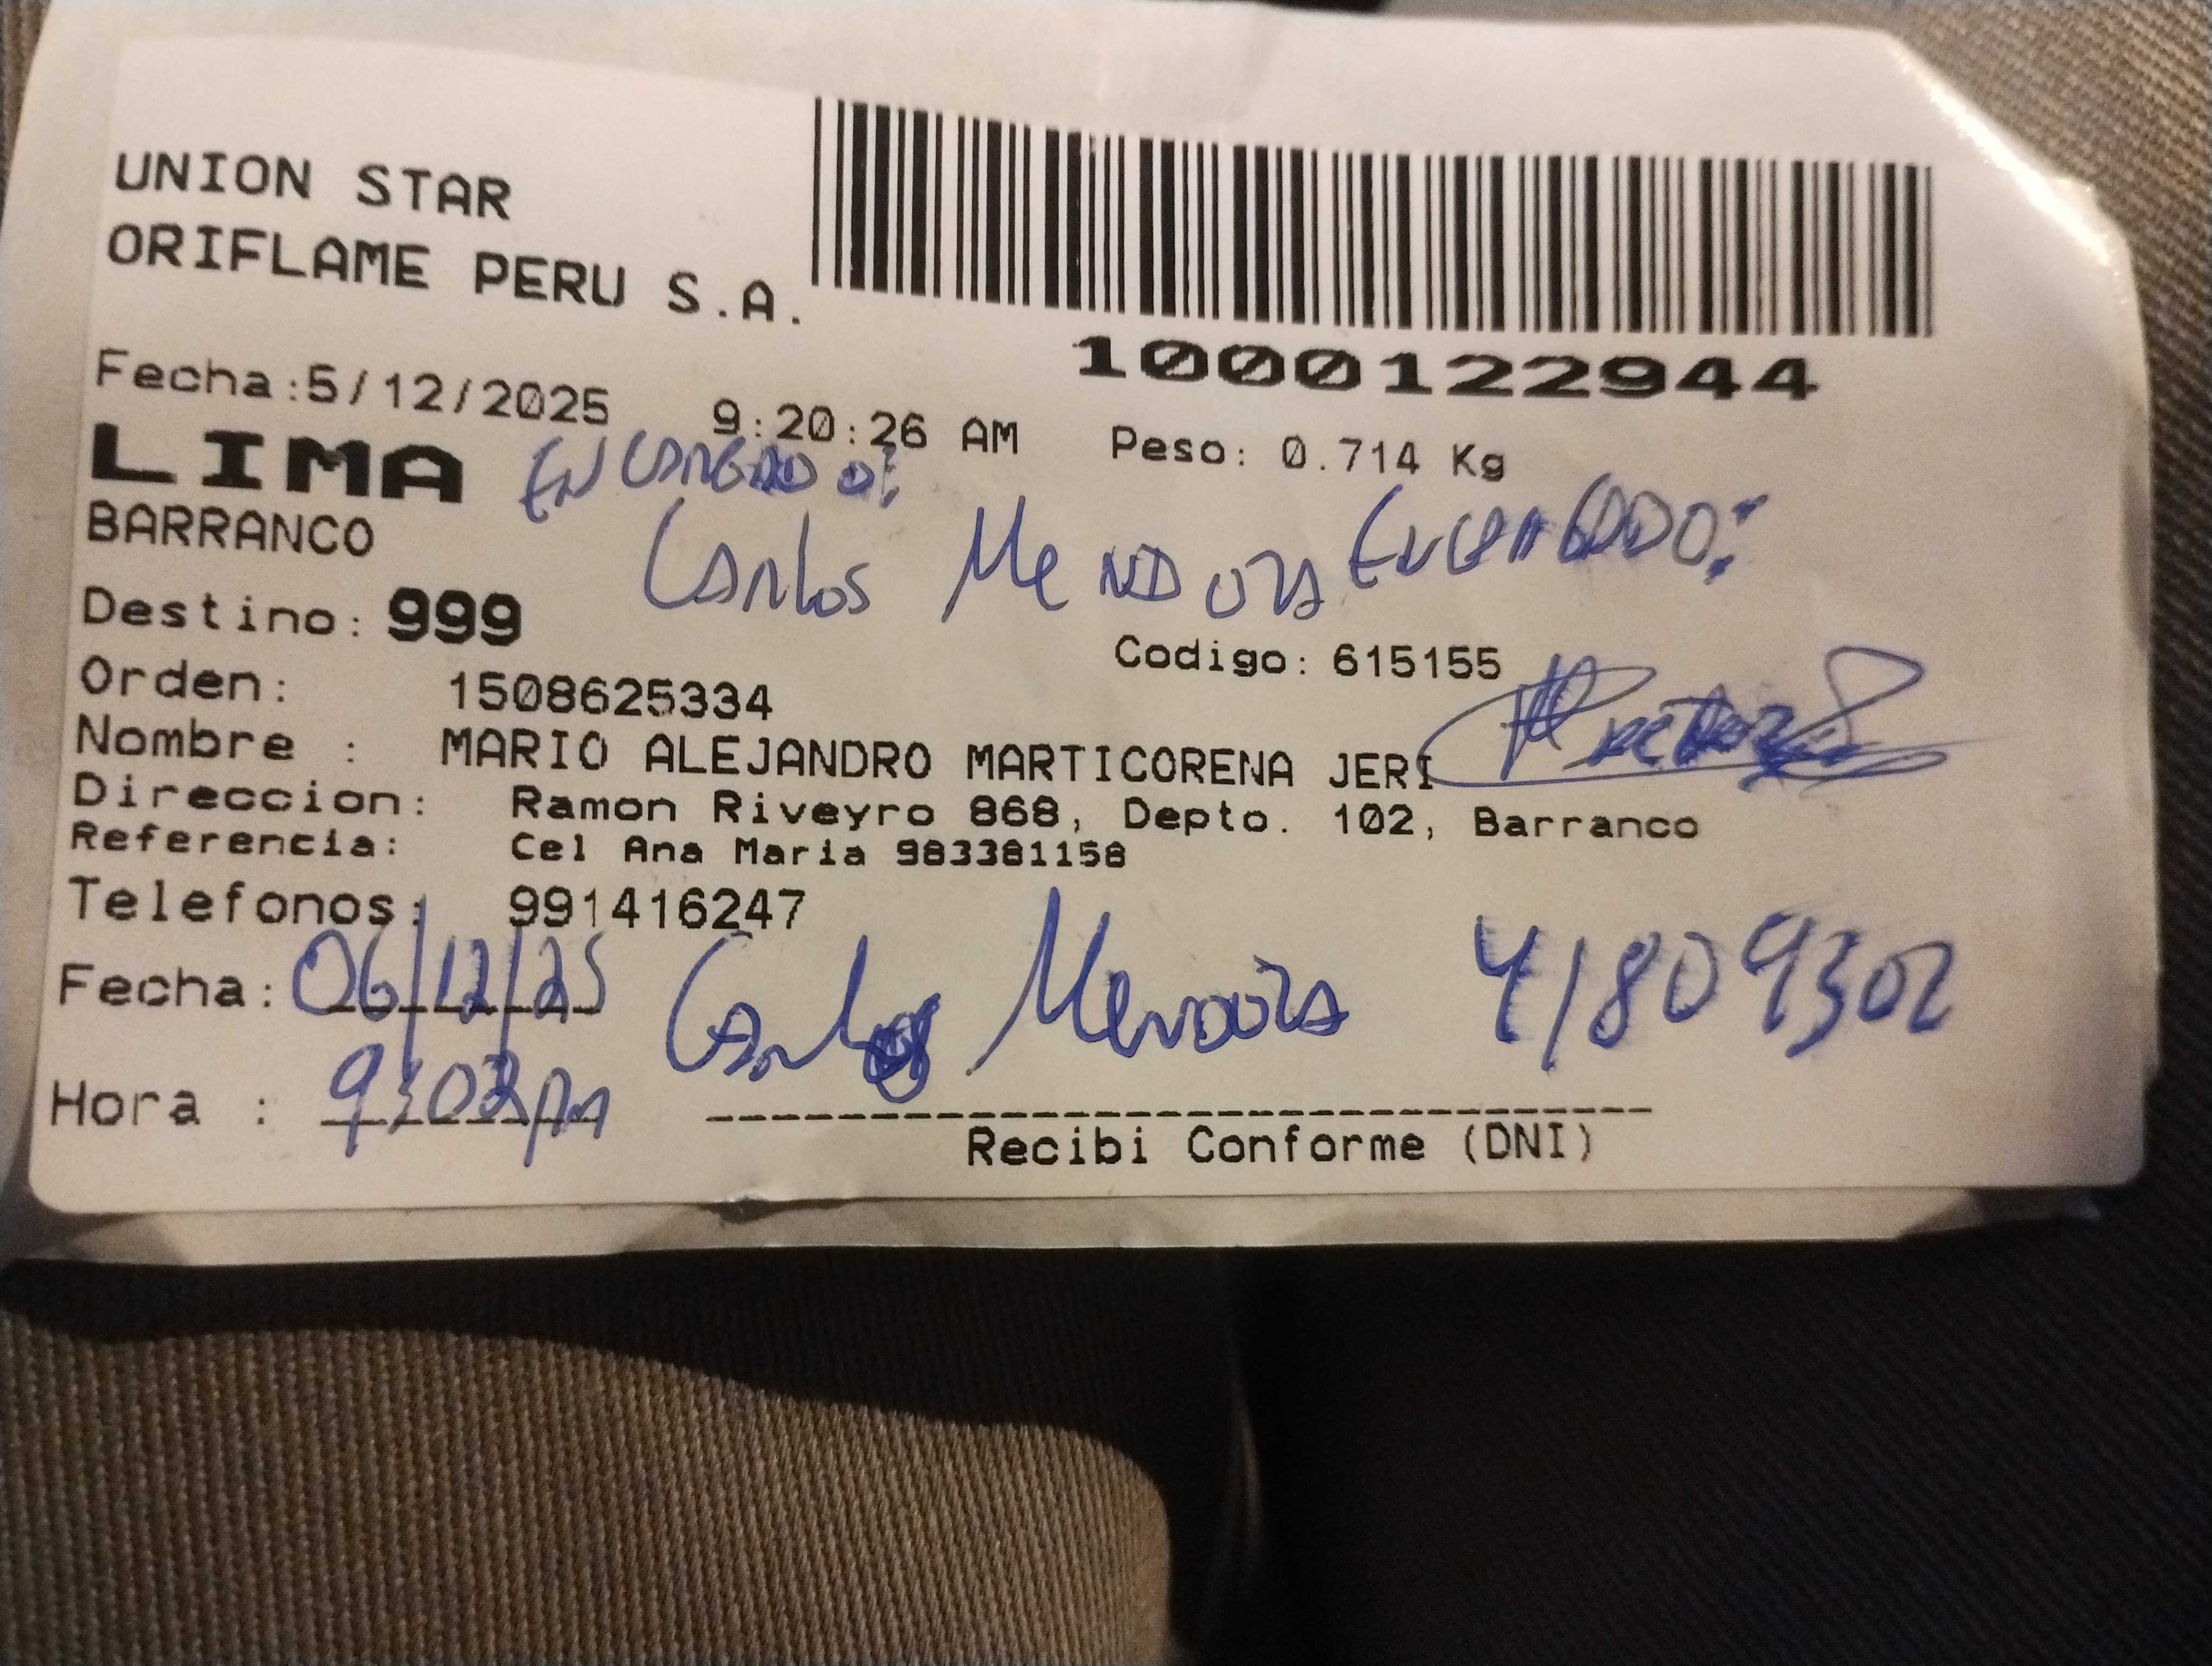 UNION STAR
ORIFLAME PERU S.A.
1000122944
Fecha:5/12/2025 9:20:26 AM Peso: 0.714 Kg
LIMA
BARRANCO
Carlos Mendoza
Destino: 999
Codigo: 615155
Orden: 1508625334
Nombre : MARIO ALEJANDRO MARTICORENA JERI
Direccion: Ramon Riveyro 868, Depto. 102, Barranco
Referencia: Cel Ana Maria 983381158
Telefonos: 991416247
Fecha: 06/12/25 Carlos Mendoza 41809302
Hora : 9:02pm
Recibi Conforme (DNI)